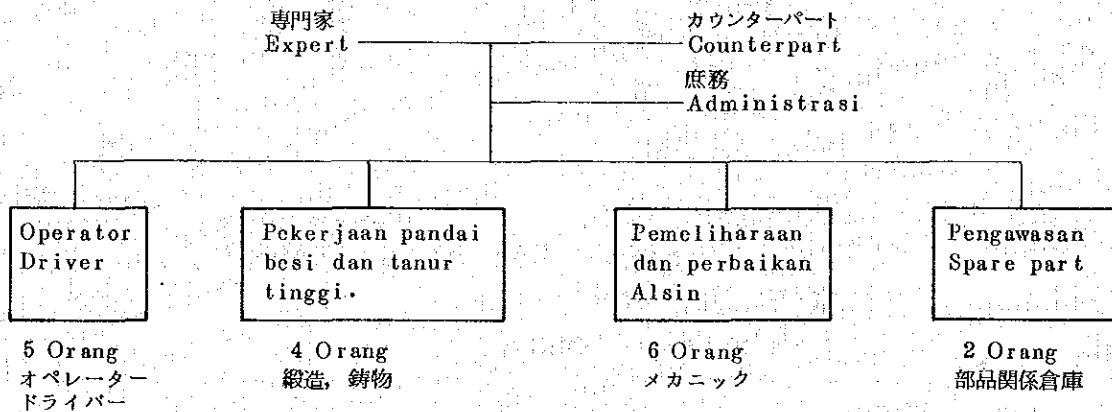 専門家
Expert
カウンターパート
Counterpart
庶務
Administrasi
Operator
Driver
Pekerjaan pandai
besi dan tanur
tinggi.
Pemeliharaan
dan perbaikan
Alsin
Pengawasan
Spare part
5 Orang
オペレーター
ドライバー
4 Orang
鍛造, 鋳物
6 Orang
メカニック
2 Orang
部品関係倉庫